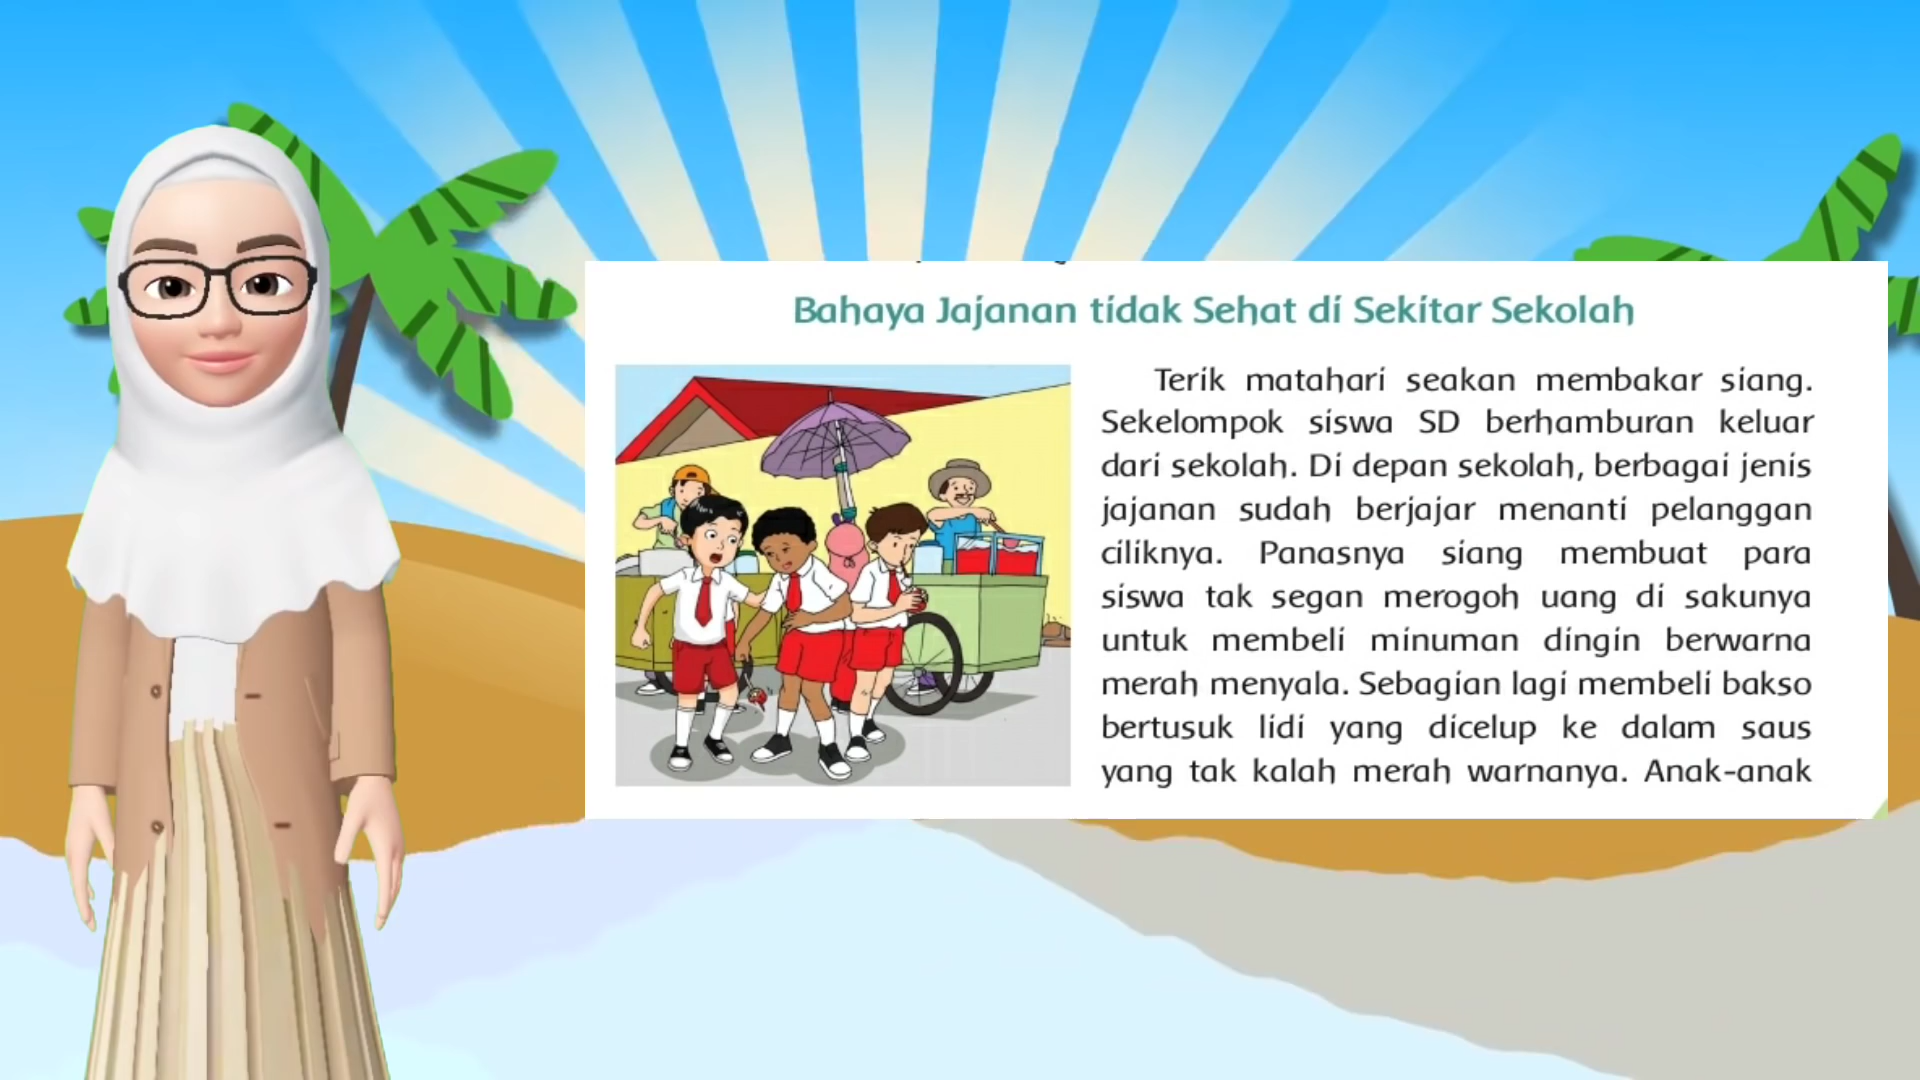 Bahaya Jajanan tidak Sehat di Sekitar Sekolah
Terik matahari seakan membakar siang.
Sekelompok siswa SD berhamburan keluar
dari sekolah. Di depan sekolah, berbagai jenis
jajanan sudah berjajar menanti pelanggan
ciliknya. Panasnya siang membuat para
siswa tak segan merogoh uang di sakunya
untuk membeli minuman dingin berwarna
merah menyala. Sebagian lagi membeli bakso
bertusuk lidi yang dicelup ke dalam saus
yang tak kalah merah warnanya. Anak-anak